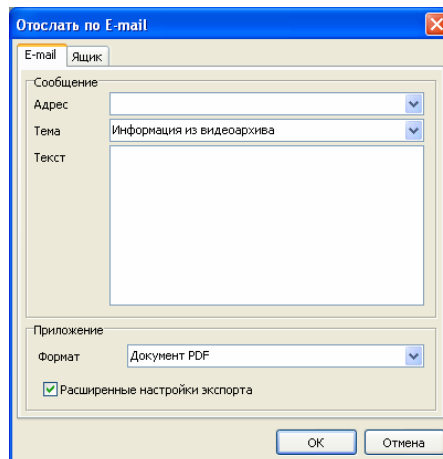 Отослать по E-mail
E-mail Ящик
Сообщение
Адрес
Тема Информация из видеоархива
Текст
Приложение
Формат Документ PDF
Расширенные настройки экспорта
OK Отмена